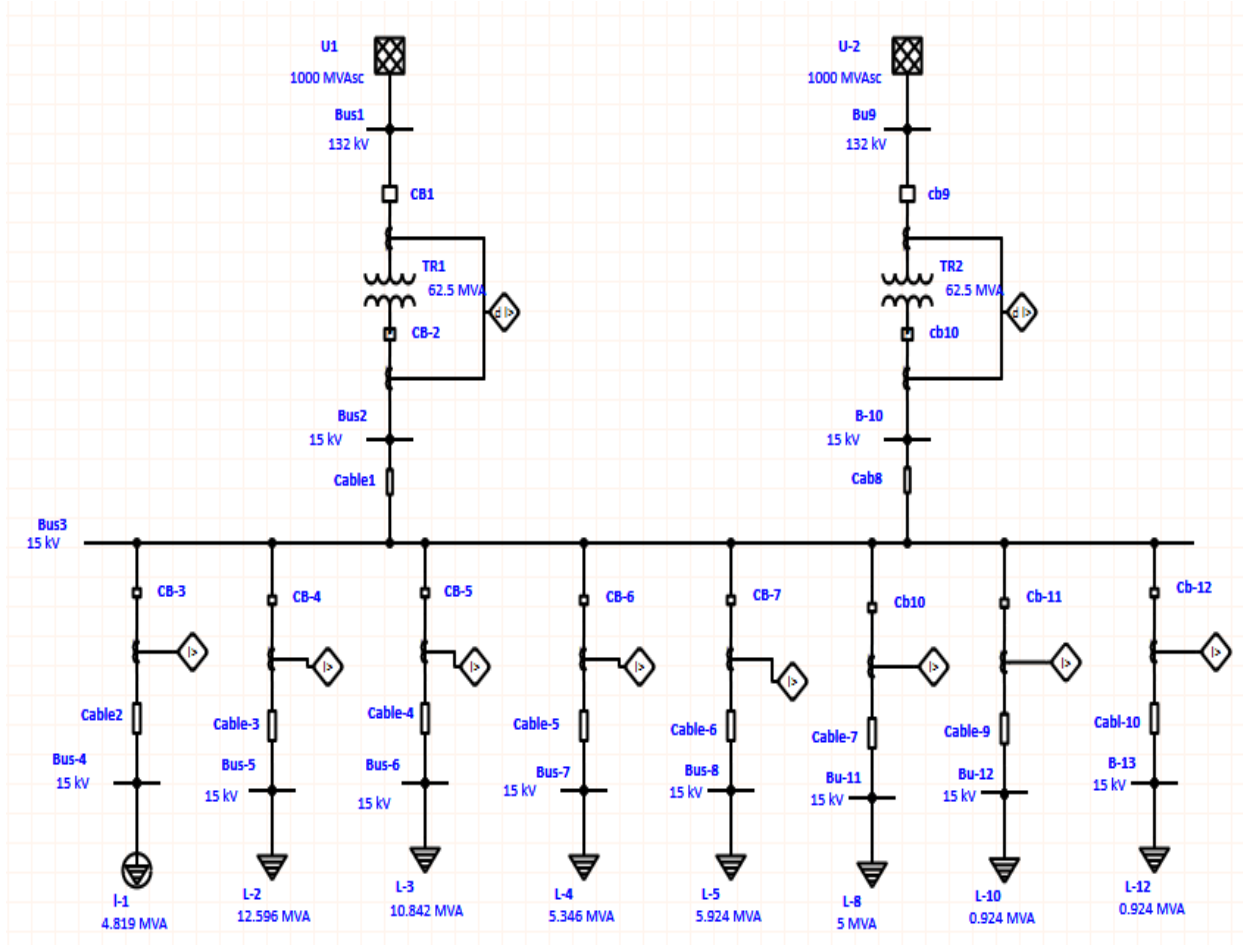 U1
1000 MVAsc
Bus1
132 kV
CB1
TR1
62.5 MVA
d I>
CB-2
Bus2
15 kV
Cable1
U-2
1000 MVAsc
Bu9
132 kV
cb9
TR2
62.5 MVA
d I>
cb10
B-10
15 kV
Cab8
Bus3
15 kV
CB-3
I>
Cable2
Bus-4
15 kV
l-1
4.819 MVA
CB-4
I>
Cable-3
Bus-5
15 kV
L-2
12.596 MVA
CB-5
I>
Cable-4
Bus-6
15 kV
L-3
10.842 MVA
CB-6
I>
Cable-5
Bus-7
15 kV
L-4
5.346 MVA
CB-7
I>
Cable-6
Bus-8
15 kV
L-5
5.924 MVA
Cb10
I>
Cable-7
Bu-11
15 kV
L-8
5 MVA
Cb-11
I>
Cable-9
Bu-12
15 kV
L-10
0.924 MVA
Cb-12
I>
Cabl-10
B-13
15 kV
L-12
0.924 MVA